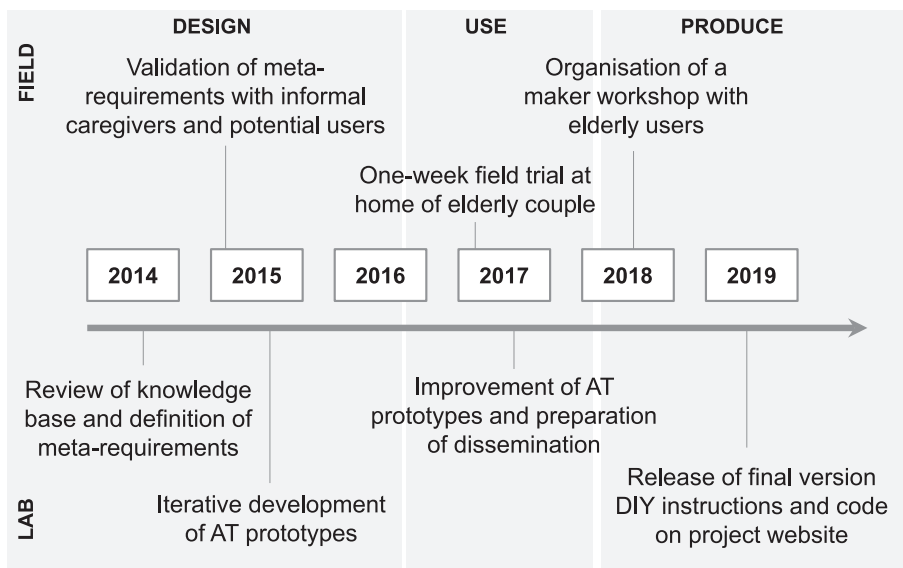 DESIGN
USE
PRODUCE
FIELD
Validation of meta-
requirements with informal
caregivers and potential users
Organisation of a
maker workshop with
elderly users
One-week field trial at
home of elderly couple
2014
2015
2016
2017
2018
2019
Review of knowledge
base and definition of
meta-requirements
Improvement of AT
prototypes and preparation
of dissemination
Iterative development
of AT prototypes
Release of final version
DIY instructions and code
on project website
LAB